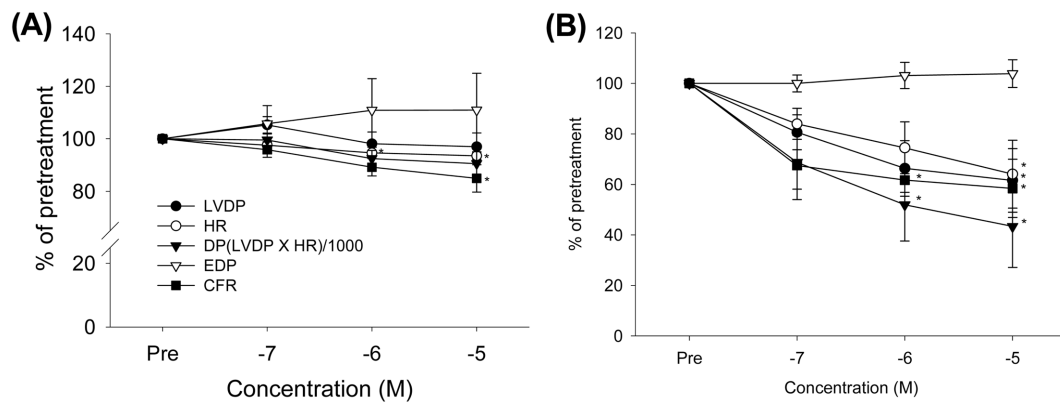 (A)
% of pretreatment
140
120
100
80
20
0
LVDP
HR
DP(LVDP X HR)/1000
EDP
CFR
*
*
*
Pre -7 -6 -5
Concentration (M)
(B)
% of pretreatment
120
100
80
60
40
20
0
*
*
*
*
*
*
Pre -7 -6 -5
Concentration (M)